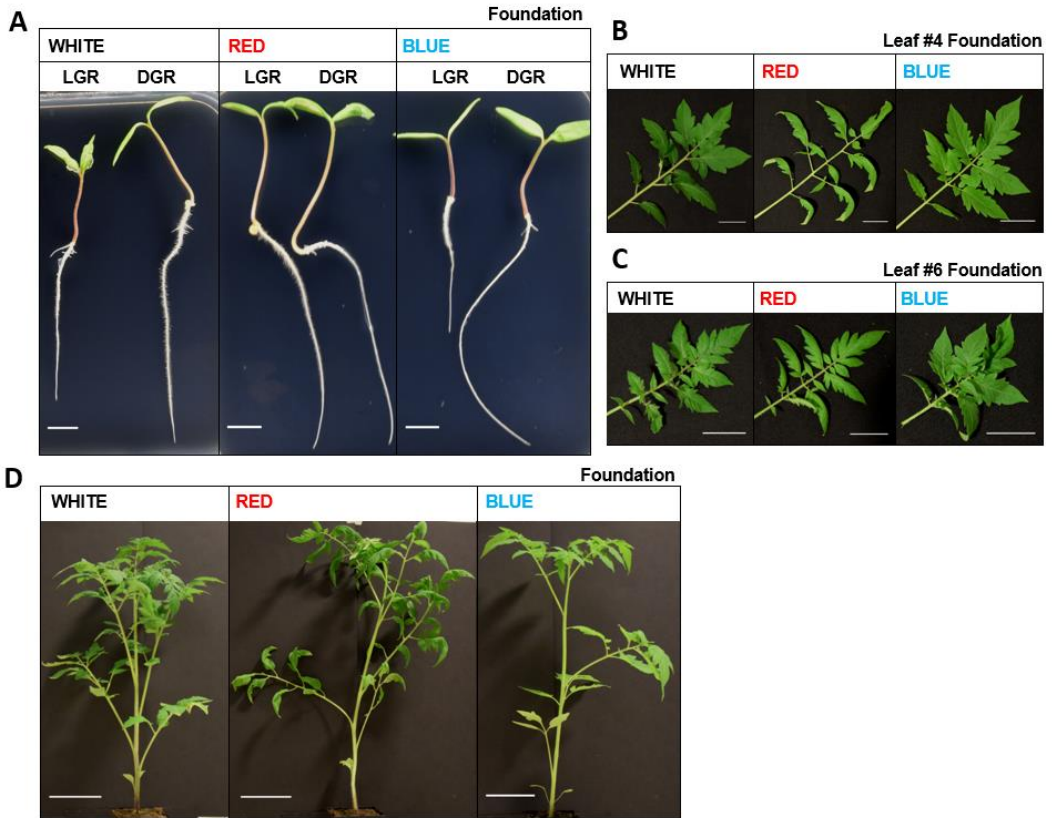 A
Foundation
WHITE RED BLUE
LGR DGR LGR DGR LGR DGR
B
Leaf #4 Foundation
WHITE RED BLUE
C
Leaf #6 Foundation
WHITE RED BLUE
D
Foundation
WHITE RED BLUE